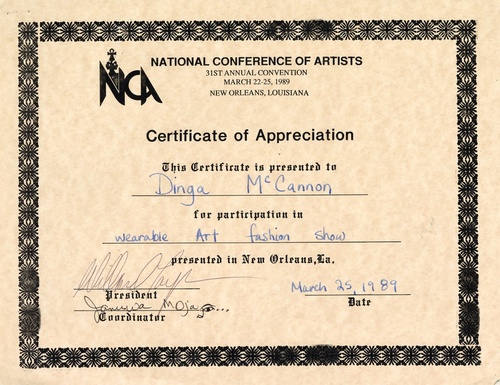 NCA
NATIONAL CONFERENCE OF ARTISTS
31ST ANNUAL CONVENTION
MARCH 22-25, 1989
NEW ORLEANS, LOUISIANA
Certificate of Appreciation
This Certificate is presented to
Dinga McCannon
for participation in
wearable Art fashion show
presented in New Orleans, La.
March 25, 1989
President
Date
Coordinator